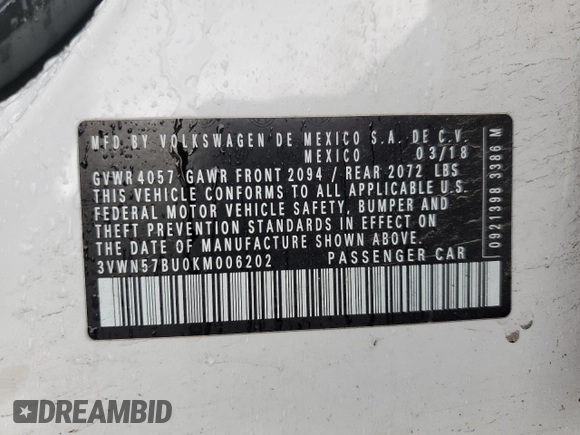 MFD. BY VOLKSWAGEN DE MEXICO S.A. DE C.V.
MEXICO 03/18
GVWR 4057 GAWR FRONT 2094 / REAR 2072 LBS
THIS VEHICLE CONFORMS TO ALL APPLICABLE U.S.
FEDERAL MOTOR VEHICLE SAFETY, BUMPER AND
THEFT PREVENTION STANDARDS IN EFFECT ON
THE DATE OF MANUFACTURE SHOWN ABOVE.
3VWN57BU0KM006202 PASSENGER CAR
0921398 3386 M
DREAMBID